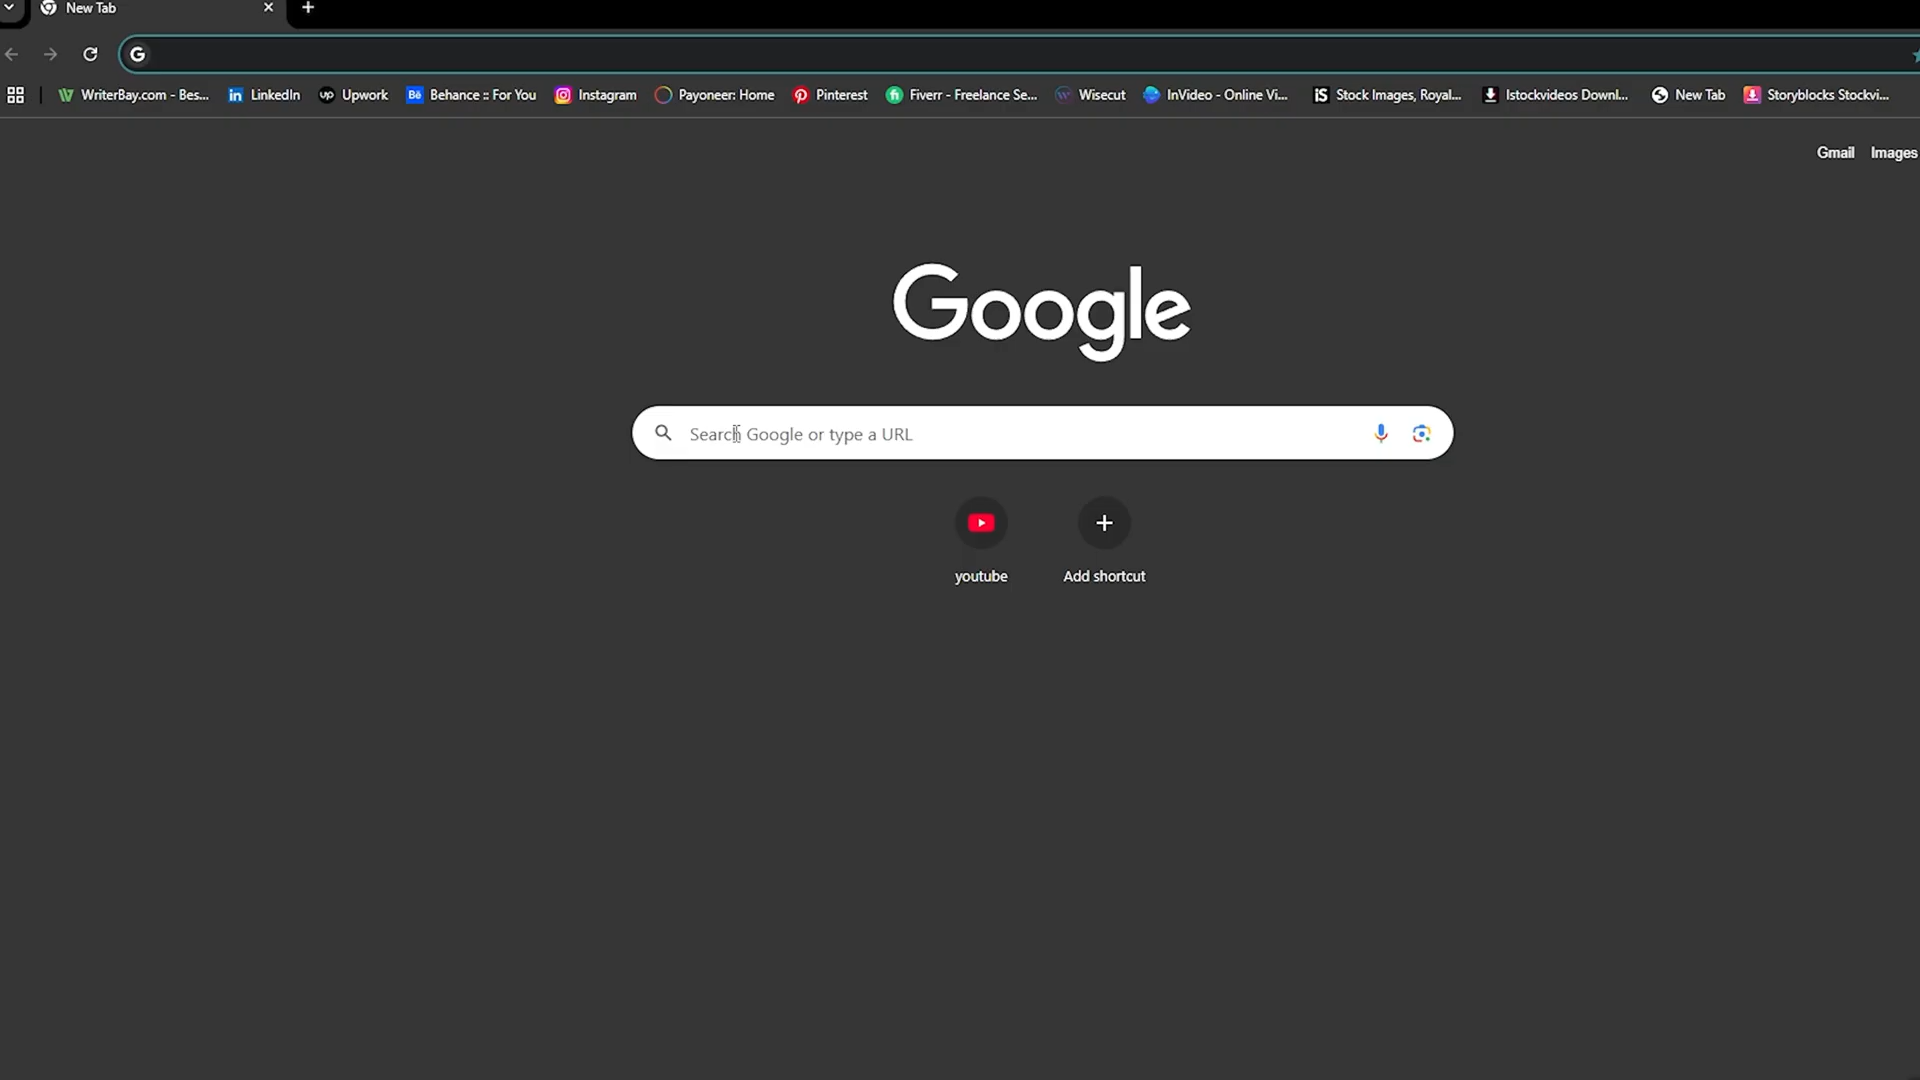 New Tab
WriterBay.com - Bes... LinkedIn Upwork Behance :: For You Instagram Payoneer: Home Pinterest Fiverr - Freelance Se... Wisecut InVideo - Online Vi... Stock Images, Royal... Istockvideos Downl... New Tab Storyblocks Stockvi...
Gmail Images
Google
Search Google or type a URL
youtube Add shortcut